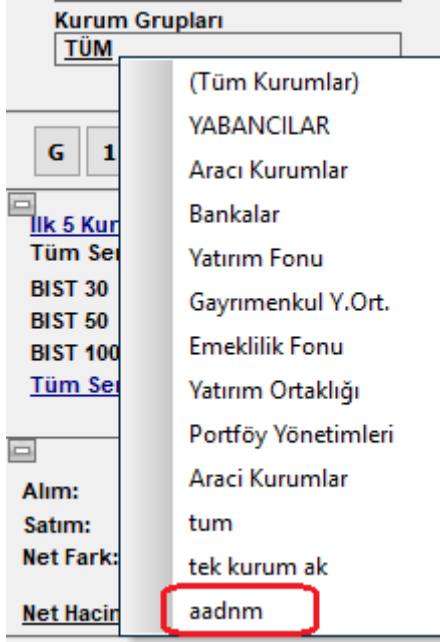 Kurum Grupları
TÜM
(Tüm Kurumlar)
YABANCILAR
Aracı Kurumlar
Bankalar
Yatırım Fonu
Gayrımenkul Y.Ort.
Emeklilik Fonu
Yatırım Ortaklığı
Portföy Yönetimleri
Araci Kurumlar
tum
tek kurum ak
aadnm
G 1
İlk 5 Kur
Tüm Ser
BIST 30
BIST 50
BIST 100
Tüm Ser
Alım:
Satım:
Net Fark:
Net Hacin